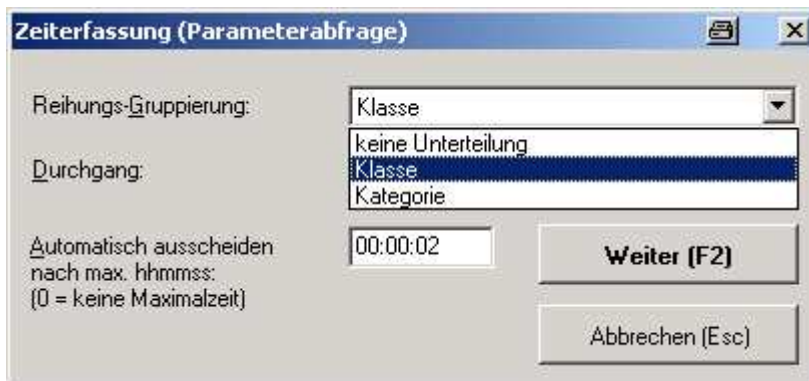 Zeiterfassung (Parameterabfrage)
Reihungs-Gruppierung:
Klasse
keine Unterteilung
Durchgang:
Klasse
Kategorie
Automatisch ausscheiden
nach max. hhmmss:
(0 = keine Maximalzeit)
00:00:02
Weiter (F2)
Abbrechen (Esc)